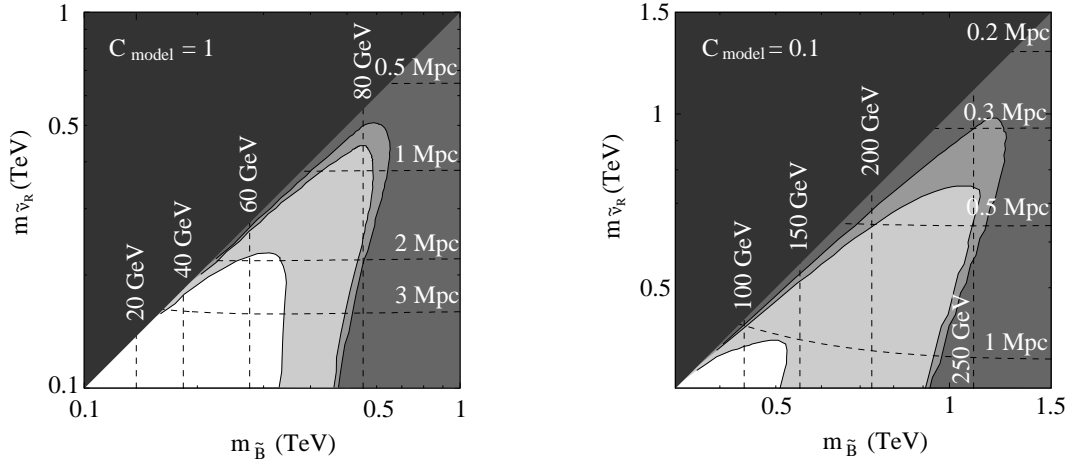 1
C model = 1
80 GeV
0.5 Mpc
0.5
1 Mpc
60 GeV
40 GeV
20 GeV
2 Mpc
3 Mpc
0.1
0.1
0.5
1
m ν̃R (TeV)
m B̃ (TeV)
1.5
C model = 0.1
0.2 Mpc
1
0.3 Mpc
200 GeV
150 GeV
100 GeV
0.5 Mpc
0.5
1 Mpc
250 GeV
0.5
1
1.5
m ν̃R (TeV)
m B̃ (TeV)